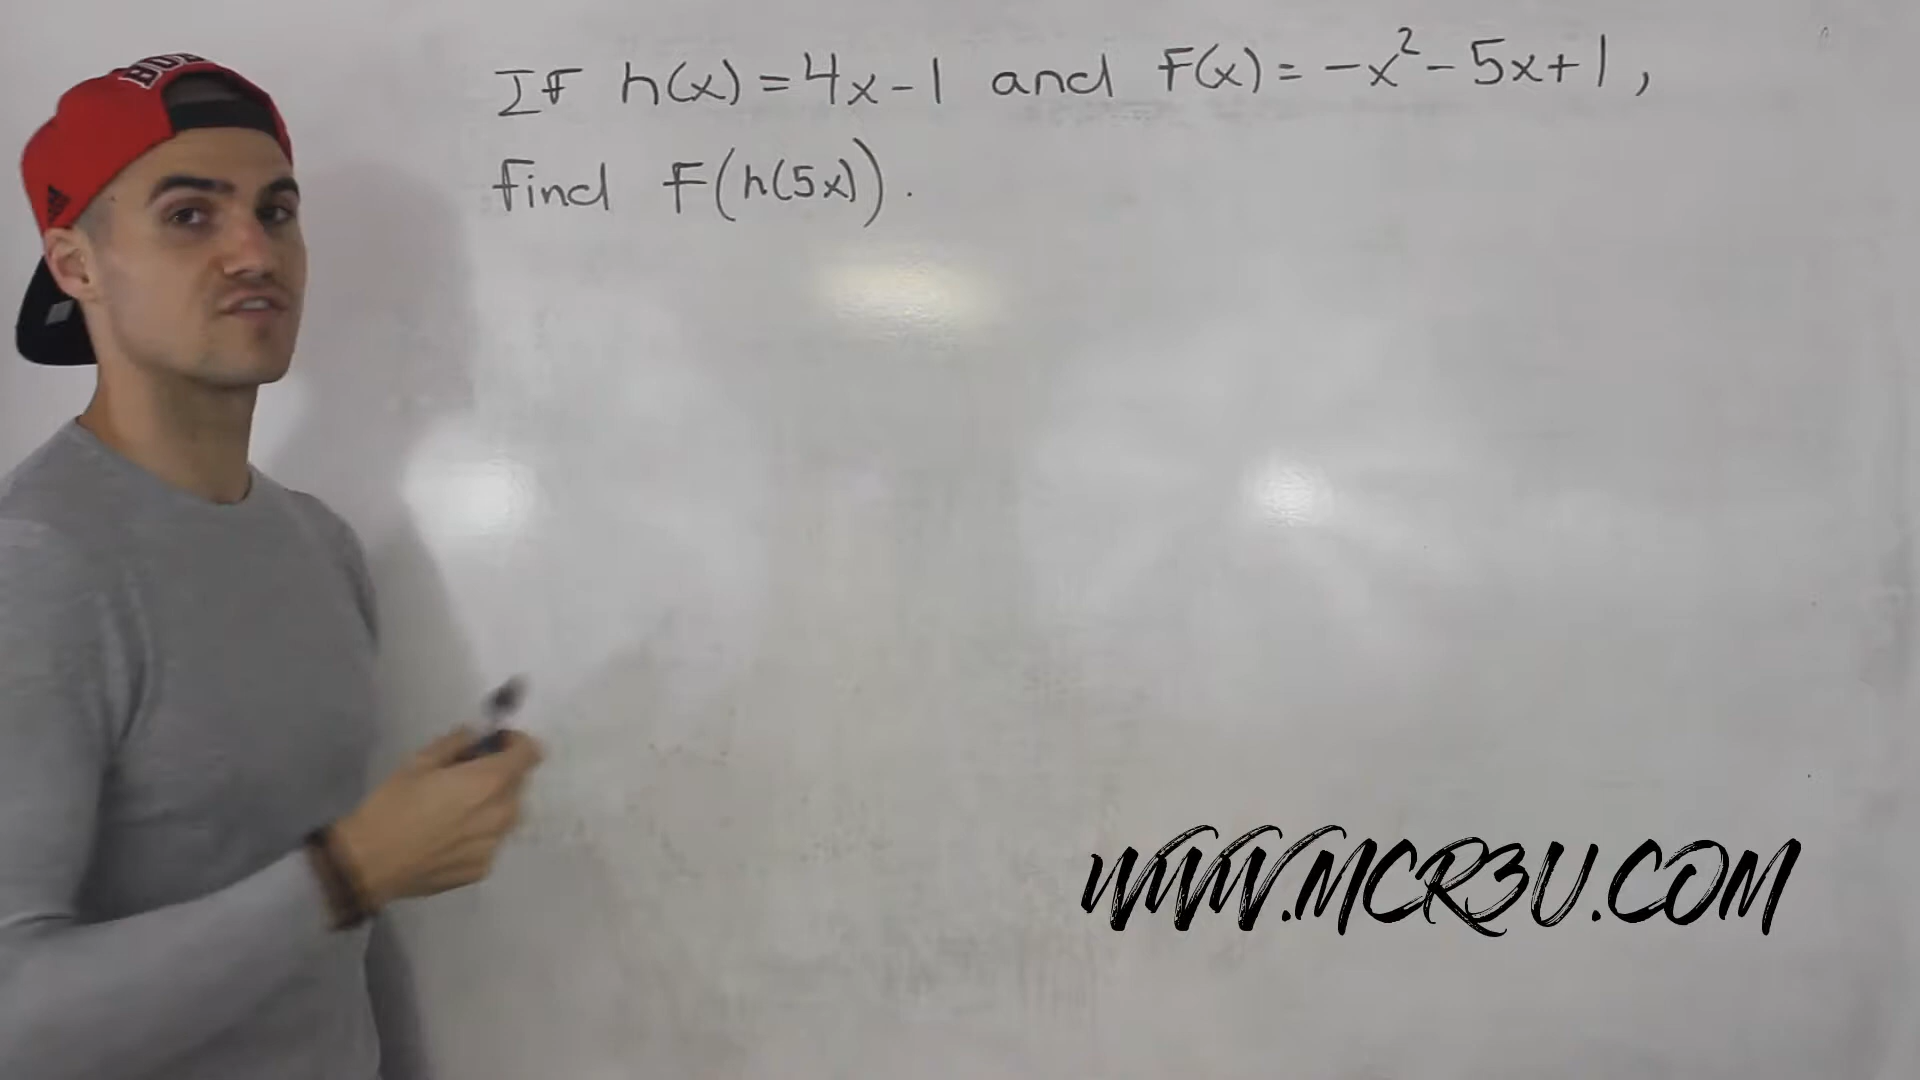 If h(x) = 4x - 1 and F(x) = -x² - 5x + 1,
find F(h(5x)).
WWW.MCR3U.COM